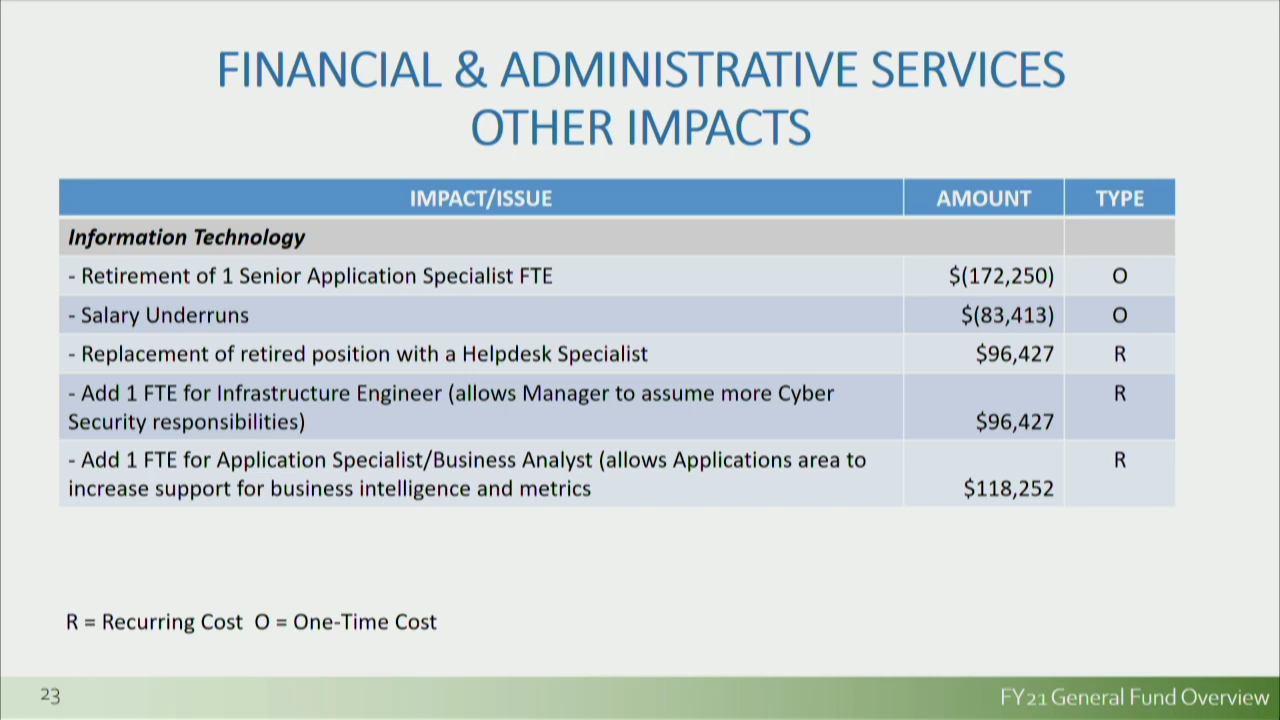 FINANCIAL & ADMINISTRATIVE SERVICES
OTHER IMPACTS
IMPACT/ISSUE AMOUNT TYPE
Information Technology
- Retirement of 1 Senior Application Specialist FTE $(172,250) O
- Salary Underruns $(83,413) O
- Replacement of retired position with a Helpdesk Specialist $96,427 R
- Add 1 FTE for Infrastructure Engineer (allows Manager to assume more Cyber R
Security responsibilities) $96,427
- Add 1 FTE for Application Specialist/Business Analyst (allows Applications area to R
increase support for business intelligence and metrics $118,252
R = Recurring Cost O = One-Time Cost
23 FY21 General Fund Overview